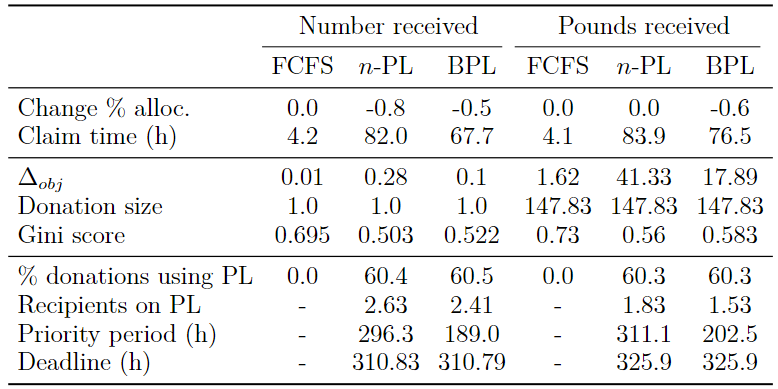 Number received Pounds received
FCFS n-PL BPL FCFS n-PL BPL
Change % alloc. 0.0 -0.8 -0.5 0.0 0.0 -0.6
Claim time (h) 4.2 82.0 67.7 4.1 83.9 76.5
Δobj 0.01 0.28 0.1 1.62 41.33 17.89
Donation size 1.0 1.0 1.0 147.83 147.83 147.83
Gini score 0.695 0.503 0.522 0.73 0.56 0.583
% donations using PL 0.0 60.4 60.5 0.0 60.3 60.3
Recipients on PL - 2.63 2.41 - 1.83 1.53
Priority period (h) - 296.3 189.0 - 311.1 202.5
Deadline (h) - 310.83 310.79 - 325.9 325.9